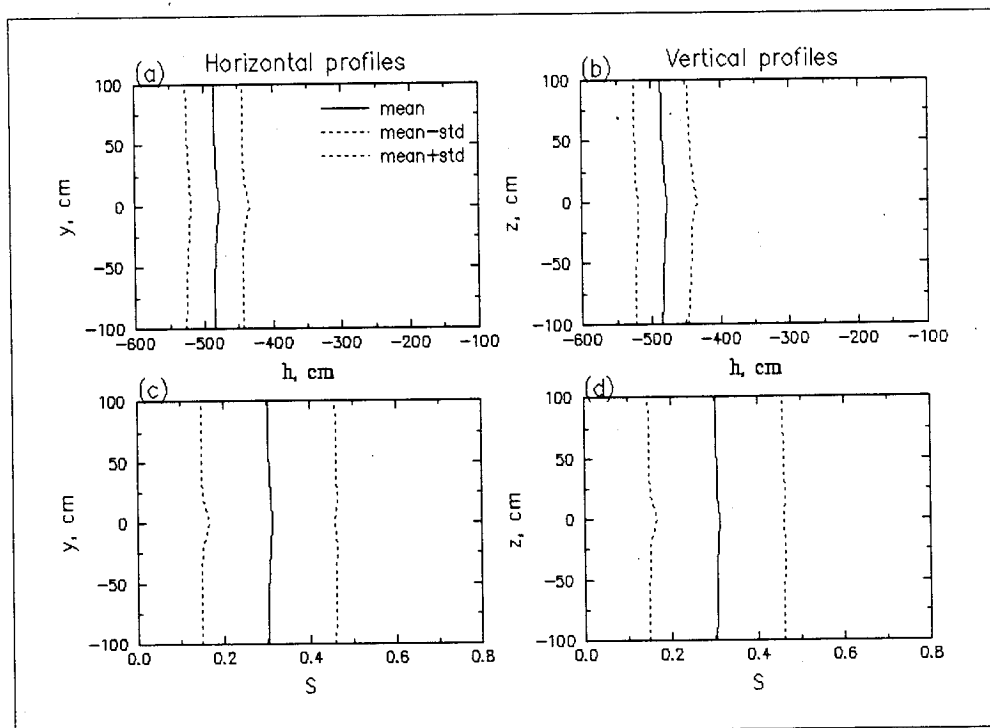 (a) Horizontal profiles
100
50
0
−50
−100
y, cm
mean
mean−std
mean+std
−600 −500 −400 −300 −200 −100
h, cm
(b) Vertical profiles
100
50
0
−50
−100
z, cm
−600 −500 −400 −300 −200 −100
h, cm
(c)
100
50
0
−50
−100
y, cm
0.0 0.2 0.4 0.6 0.8
S
(d)
100
50
0
−50
−100
z, cm
0.0 0.2 0.4 0.6 0.8
S